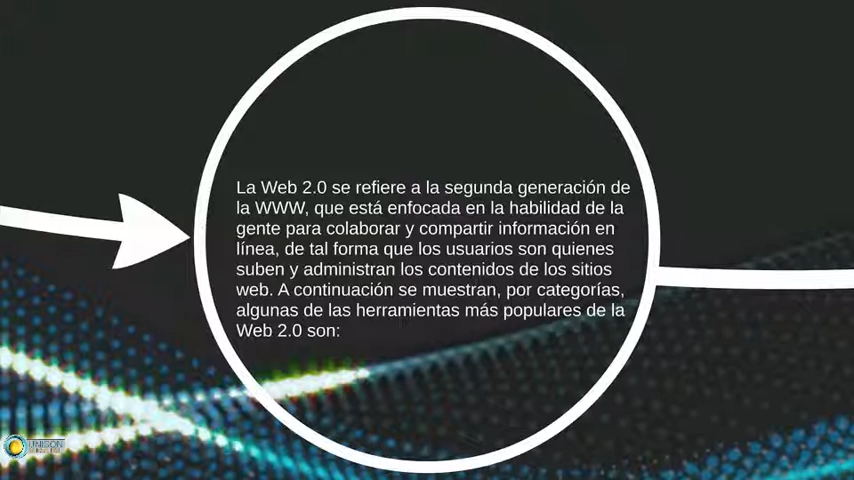 La Web 2.0 se refiere a la segunda generación de
la WWW, que está enfocada en la habilidad de la
gente para colaborar y compartir información en
línea, de tal forma que los usuarios son quienes
suben y administran los contenidos de los sitios
web. A continuación se muestran, por categorías,
algunas de las herramientas más populares de la
Web 2.0 son:
UNISON